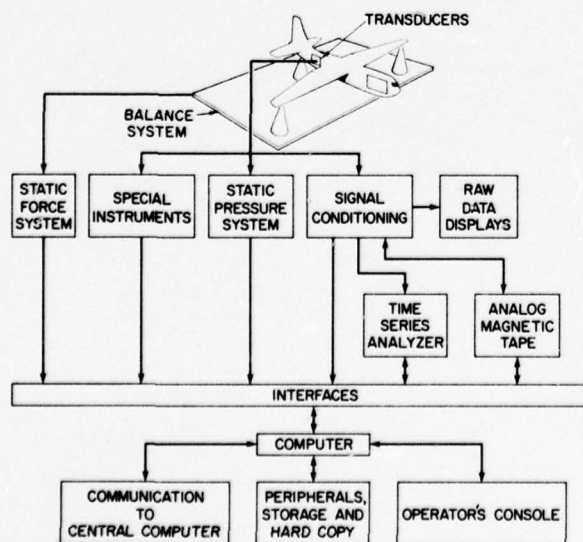 TRANSDUCERS
BALANCE
SYSTEM
STATIC
FORCE
SYSTEM
SPECIAL
INSTRUMENTS
STATIC
PRESSURE
SYSTEM
SIGNAL
CONDITIONING
RAW
DATA
DISPLAYS
TIME
SERIES
ANALYZER
ANALOG
MAGNETIC
TAPE
INTERFACES
COMPUTER
COMMUNICATION
TO
CENTRAL COMPUTER
PERIPHERALS,
STORAGE AND
HARD COPY
OPERATOR'S CONSOLE